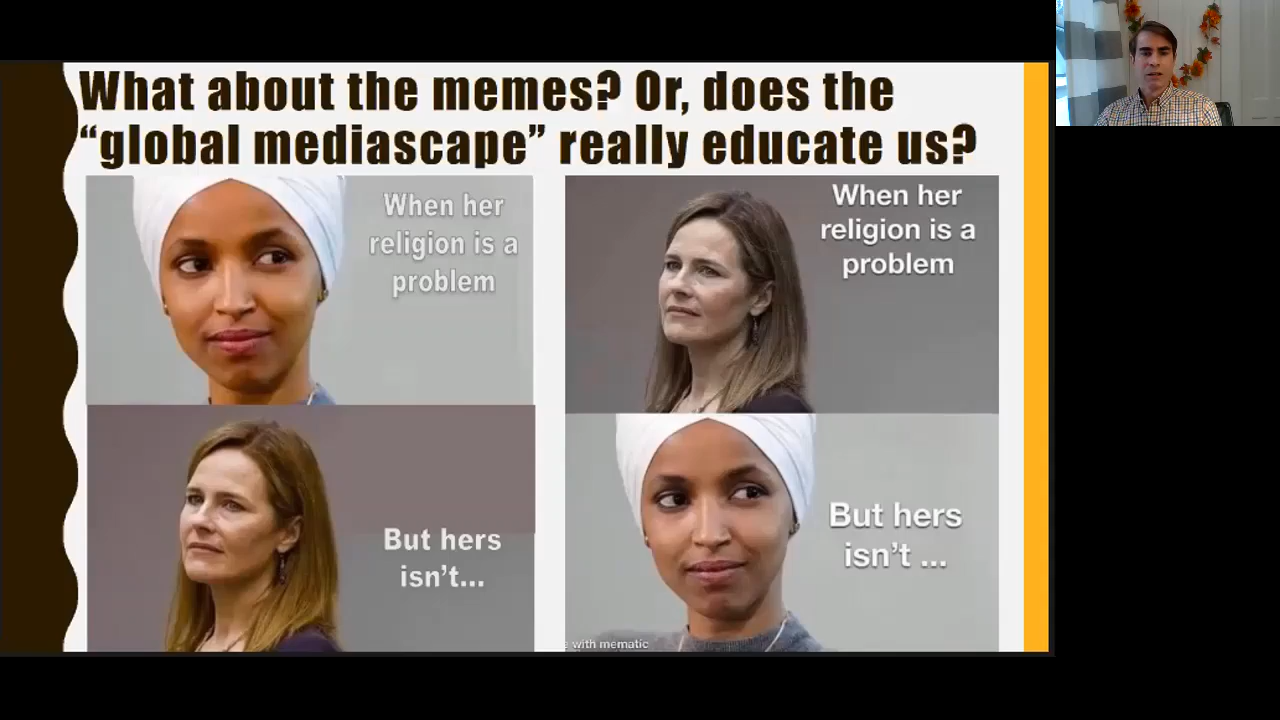 What about the memes? Or, does the
“global mediascape” really educate us?
When her
religion is a
problem
But hers
isn’t...
When her
religion is a
problem
But hers
isn’t ...
with mematic